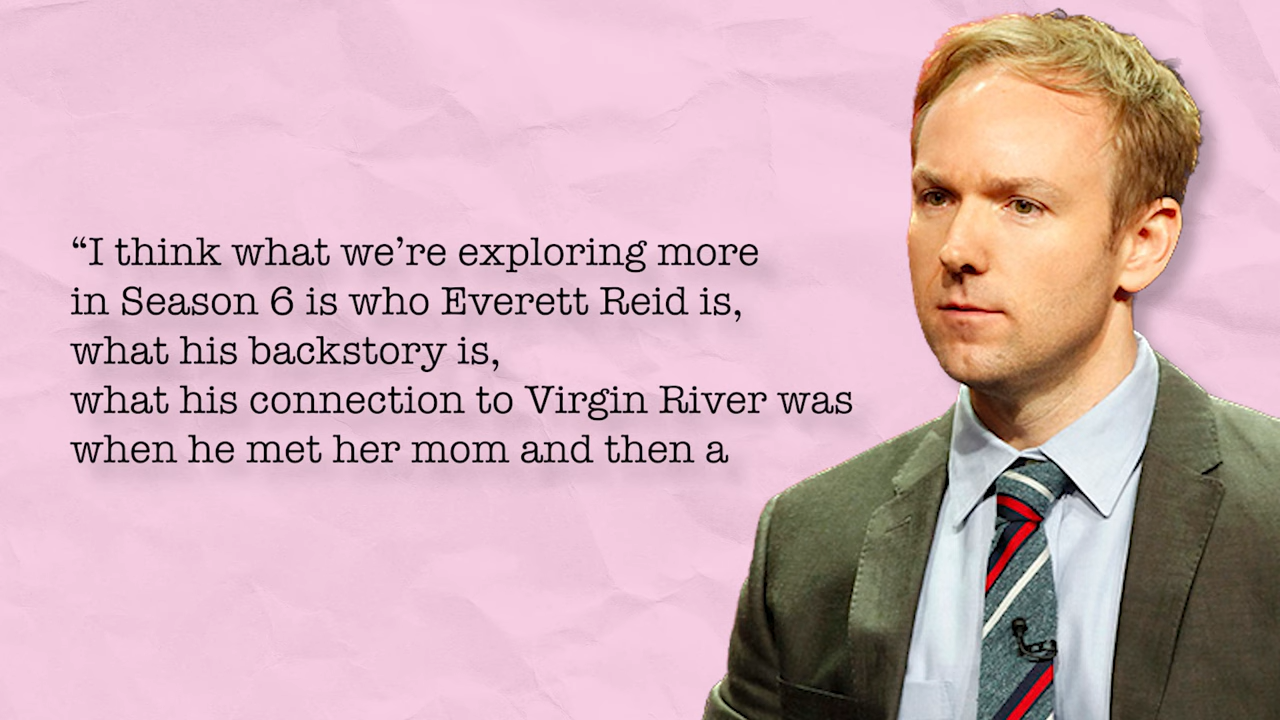 “I think what we’re exploring more
in Season 6 is who Everett Reid is,
what his backstory is,
what his connection to Virgin River was
when he met her mom and then a